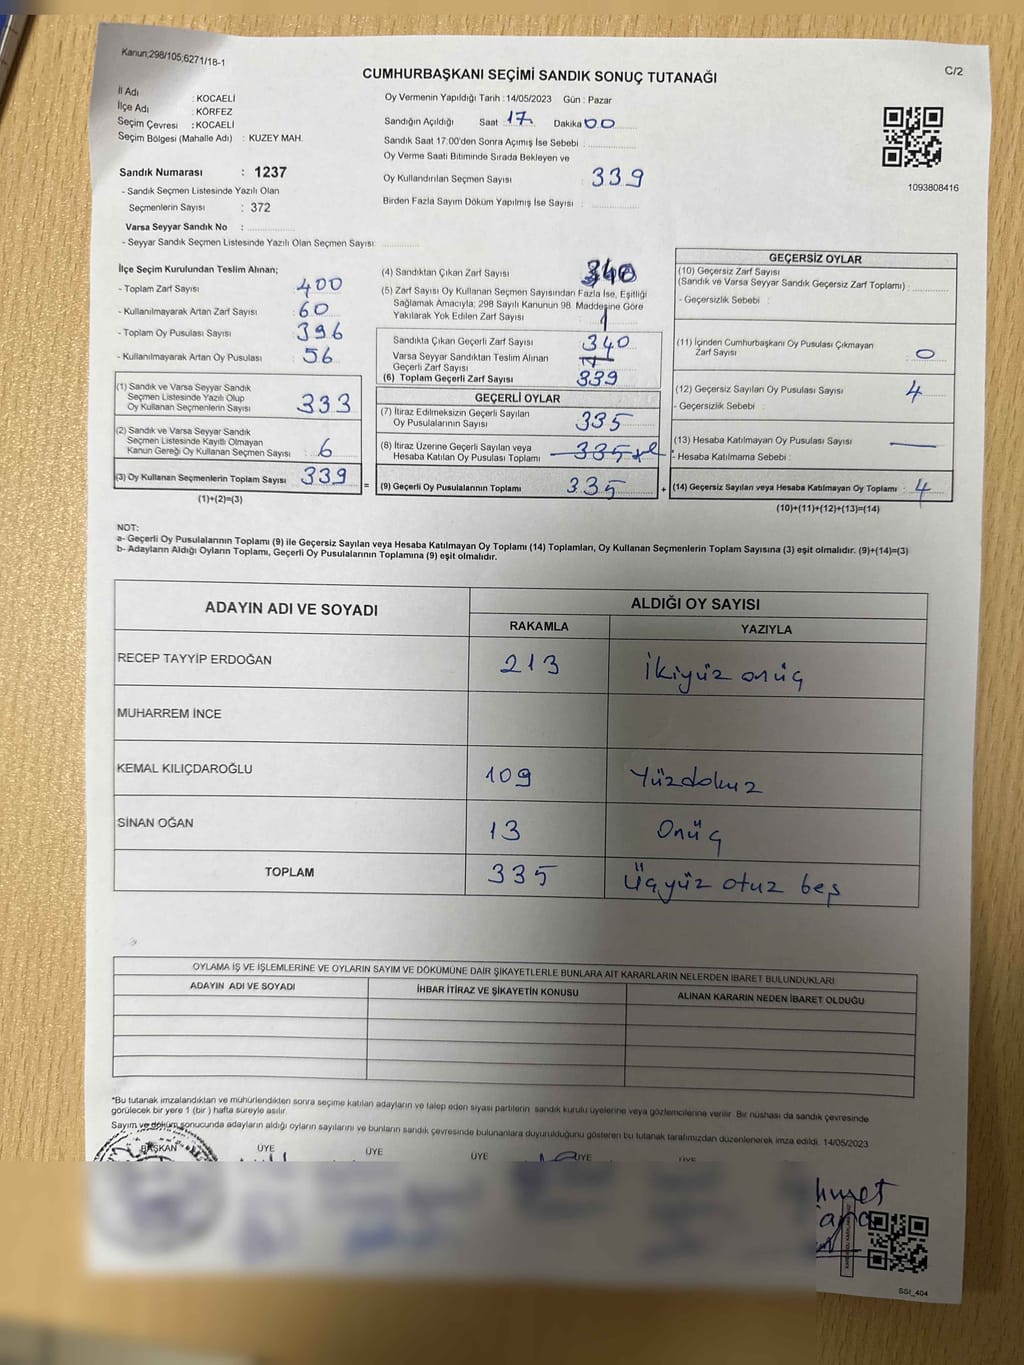 Kanun;298/105,6271/18-1
C/2
CUMHURBAŞKANI SEÇİMİ SANDIK SONUÇ TUTANAĞI
İl Adı : KOCAELİ
İlçe Adı : KÖRFEZ
Seçim Çevresi : KOCAELİ
Seçim Bölgesi (Mahalle Adı) : KUZEY MAH.
Oy Vermenin Yapıldığı Tarih : 14/05/2023 Gün : Pazar
Sandığın Açıldığı Saat 17 Dakika 00
Sandık Saat 17.00'den Sonra Açımış İse Sebebi :
Oy Verme Saati Bitiminde Sırada Bekleyen ve
Oy Kullandırılan Seçmen Sayısı : 339
Birden Fazla Sayım Döküm Yapılmış İse Sayısı :
1093808416
Sandık Numarası : 1237
- Sandık Seçmen Listesinde Yazılı Olan
Seçmenlerin Sayısı : 372
Varsa Seyyar Sandık No :
- Seyyar Sandık Seçmen Listesinde Yazılı Olan Seçmen Sayısı:
İlçe Seçim Kurulundan Teslim Alınan;
- Toplam Zarf Sayısı : 400
- Kullanılmayarak Artan Zarf Sayısı : 60
- Toplam Oy Pusulası Sayısı : 396
- Kullanılmayarak Artan Oy Pusulası : 56
(1) Sandık ve Varsa Seyyar Sandık
Seçmen Listesinde Yazılı Olup
Oy Kullanan Seçmenlerin Sayısı : 333
(2) Sandık ve Varsa Seyyar Sandık
Seçmen Listesinde Kayıtlı Olmayan
Kanun Gereği Oy Kullanan Seçmen Sayısı : 6
(3) Oy Kullanan Seçmenlerin Toplam Sayısı : 339
(1)+(2)=(3)
=
(4) Sandıktan Çıkan Zarf Sayısı : 340
(5) Zarf Sayısı Oy Kullanan Seçmen Sayısından Fazla İse, Eşitliği
Sağlamak Amacıyla; 298 Sayılı Kanunun 98. Maddesine Göre
Yakılarak Yok Edilen Zarf Sayısı : 1
Sandıkta Çıkan Geçerli Zarf Sayısı : 340
Varsa Seyyar Sandıktan Teslim Alınan
Geçerli Zarf Sayısı :
(6) Toplam Geçerli Zarf Sayısı : 339
GEÇERLİ OYLAR
(7) İtiraz Edilmeksizin Geçerli Sayılan
Oy Pusulalarının Sayısı : 335
(8) İtiraz Üzerine Geçerli Sayılan veya
Hesaba Katılan Oy Pusulası Toplamı : 335
(9) Geçerli Oy Pusulalarının Toplamı : 335
+
GEÇERSİZ OYLAR
(10) Geçersiz Zarf Sayısı
(Sandık ve Varsa Seyyar Sandık Geçersiz Zarf Toplamı) :
- Geçersizlik Sebebi :
(11) İçinden Cumhurbaşkanı Oy Pusulası Çıkmayan
Zarf Sayısı : 0
(12) Geçersiz Sayılan Oy Pusulası Sayısı : 4
- Geçersizlik Sebebi :
(13) Hesaba Katılmayan Oy Pusulası Sayısı : —
- Hesaba Katılmama Sebebi :
(14) Geçersiz Sayılan veya Hesaba Katılmayan Oy Toplamı : 4
(10)+(11)+(12)+(13)=(14)
NOT:
a- Geçerli Oy Pusulalarının Toplamı (9) ile Geçersiz Sayılan veya Hesaba Katılmayan Oy Toplamı (14) Toplamları, Oy Kullanan Seçmenlerin Toplam Sayısına (3) eşit olmalıdır. (9)+(14)=(3)
b- Adayların Aldığı Oyların Toplamı, Geçerli Oy Pusulalarının Toplamına (9) eşit olmalıdır.
ADAYIN ADI VE SOYADI ALDIĞI OY SAYISI
RAKAMLA YAZIYLA
RECEP TAYYİP ERDOĞAN 213 İkiyüz onüç
MUHARREM İNCE
KEMAL KILIÇDAROĞLU 109 Yüzdokuz
SİNAN OĞAN 13 Onüç
TOPLAM 335 Üçyüz otuz beş
OYLAMA İŞ VE İŞLEMLERİNE VE OYLARIN SAYIM VE DÖKÜMÜNE DAİR ŞİKAYETLERLE BUNLARA AİT KARARLARIN NELERDEN İBARET BULUNDUKLARI
ADAYIN ADI VE SOYADI İHBAR İTİRAZ VE ŞİKAYETİN KONUSU ALINAN KARARIN NEDEN İBARET OLDUĞU
*Bu tutanak imzalandıktan ve mühürlendikten sonra seçime katılan adayların ve talep eden siyasi partilerin sandık kurulu üyelerine veya gözlemcilerine verilir. Bir nüshası da sandık çevresinde
görülecek bir yere 1 (bir) hafta süreyle asılır.
Sayım ve döküm sonucunda adayların aldığı oyların sayılarını ve bunların sandık çevresinde bulunanlara duyurulduğunu gösteren bu tutanak tarafımızdan düzenlenerek imza edildi. 14/05/2023
BAŞKAN ÜYE ÜYE ÜYE ÜYE ÜYE
SSI_404